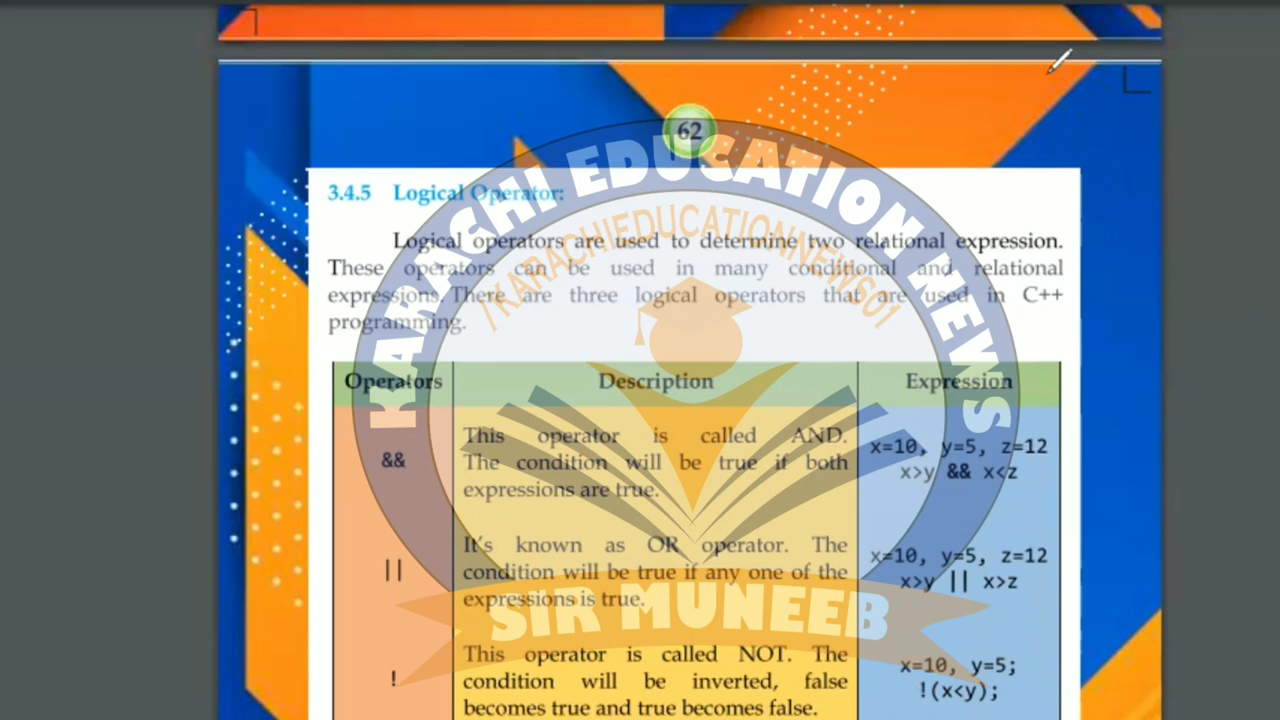 62
KARACHI EDUCATION NEWS
/KARACHIEDUCATIONNEWS01
3.4.5 Logical Operator:
Logical operators are used to determine two relational expression.
These operators can be used in many conditional and relational
expressions. There are three logical operators that are used in C++
programming.
Operators Description Expression
&&
This operator is called AND.
The condition will be true if both
expressions are true.
x=10, y=5, z=12
x>y && x<z
||
It's known as OR operator. The
condition will be true if any one of the
expressions is true.
x=10, y=5, z=12
x>y || x>z
SIR MUNEEB
!
This operator is called NOT. The
condition will be inverted, false
becomes true and true becomes false.
x=10, y=5;
!(x<y);